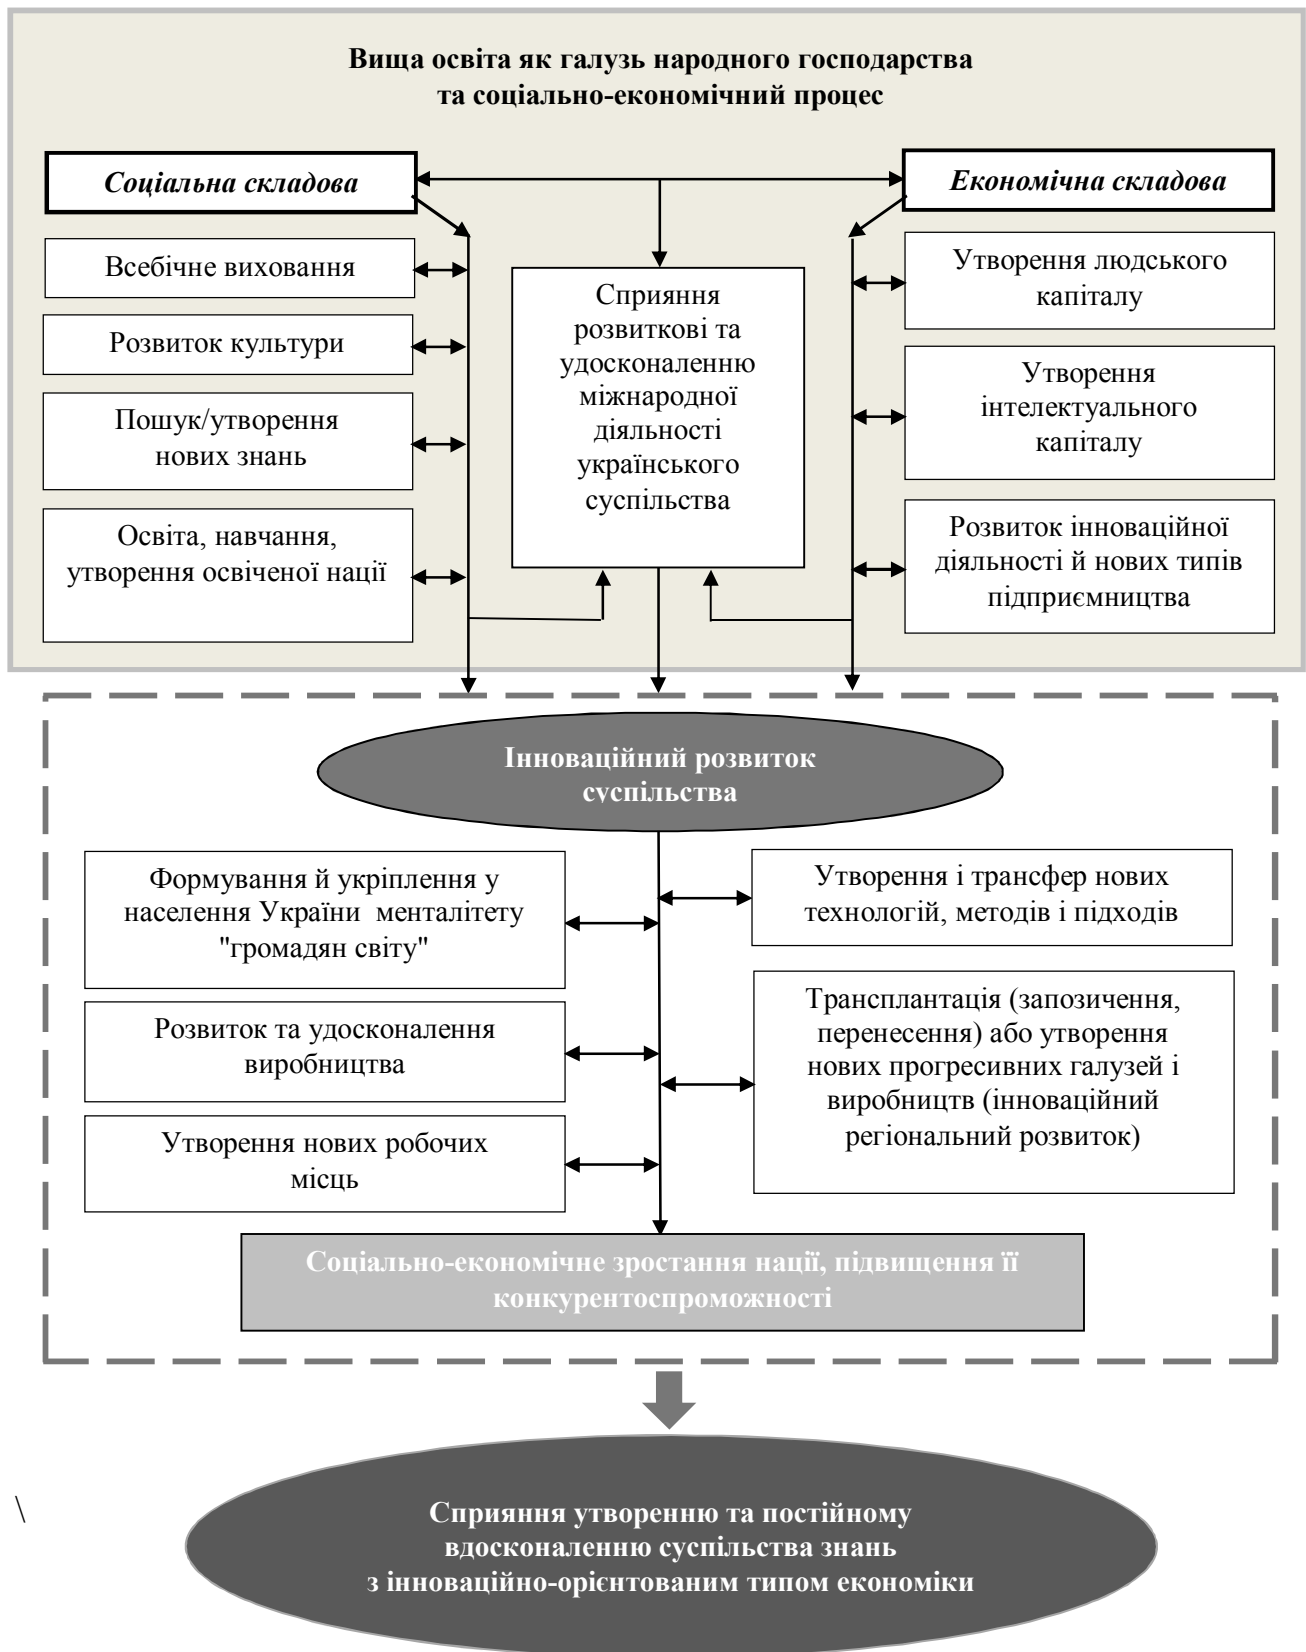 Вища освіта як галузь народного господарства
та соціально-економічний процес
Соціальна складова
Економічна складова
Всебічне виховання
Розвиток культури
Пошук/утворення
нових знань
Освіта, навчання,
утворення освіченої нації
Сприяння
розвиткові та
удосконаленню
міжнародної
діяльності
українського
суспільства
Утворення людського
капіталу
Утворення
інтелектуального
капіталу
Розвиток інноваційної
діяльності й нових типів
підприємництва
Інноваційний розвиток
суспільства
Формування й укріплення у
населення України менталітету
"громадян світу"
Розвиток та удосконалення
виробництва
Утворення нових робочих
місць
Утворення і трансфер нових
технологій, методів і підходів
Трансплантація (запозичення,
перенесення) або утворення
нових прогресивних галузей і
виробництв (інноваційний
регіональний розвиток)
Соціально-економічне зростання нації, підвищення її
конкурентоспроможності
\
Сприяння утворенню та постійному
вдосконаленню суспільства знань
з інноваційно-орієнтованим типом економіки